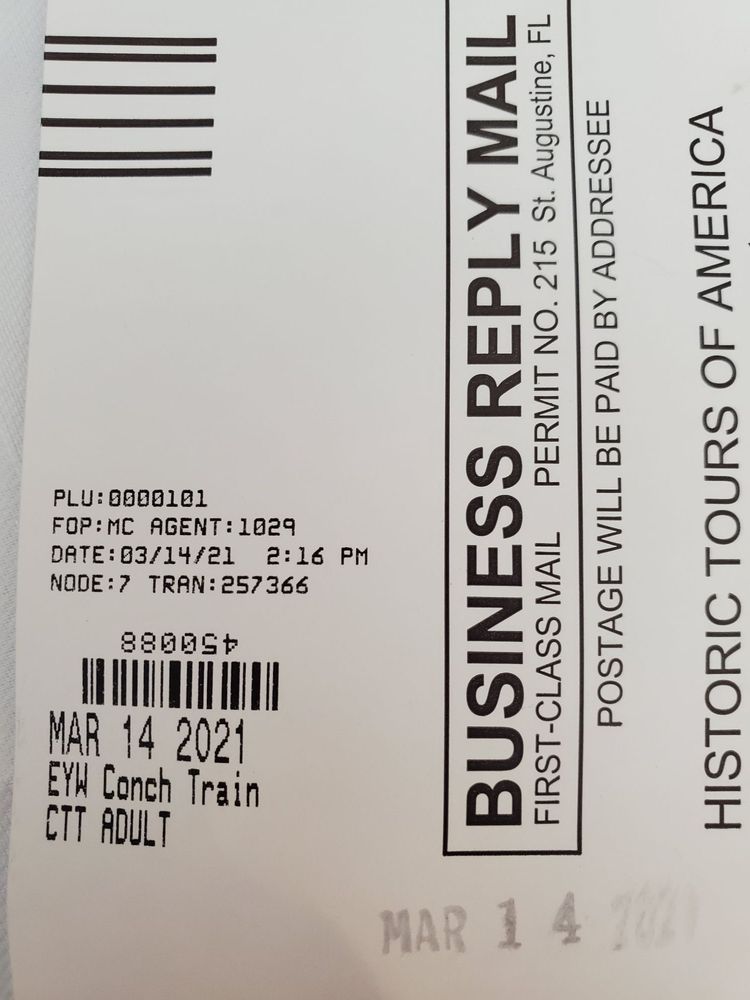 PLU:0000101
FOP:MC AGENT:1029
DATE:03/14/21 2:16 PM
NODE:7 TRAN:257366
450088
MAR 14 2021
EYW Conch Train
CTT ADULT
BUSINESS REPLY MAIL
FIRST-CLASS MAIL PERMIT NO. 215 St. Augustine, FL
POSTAGE WILL BE PAID BY ADDRESSEE
HISTORIC TOURS OF AMERICA
MAR 14 2021